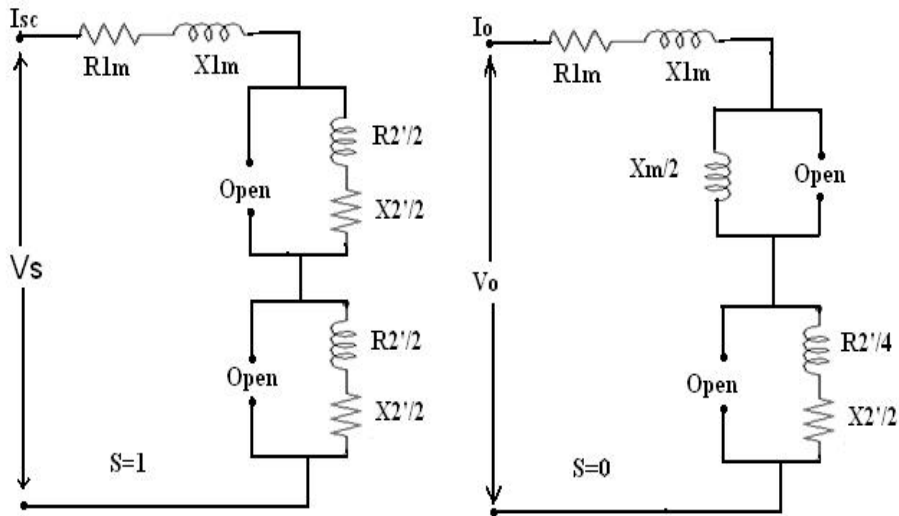 Isc
R1m
X1m
R2'/2
Open
X2'/2
Vs
R2'/2
Open
X2'/2
S=1
Io
R1m
X1m
Xm/2
Open
Vo
R2'/4
Open
X2'/2
S=0